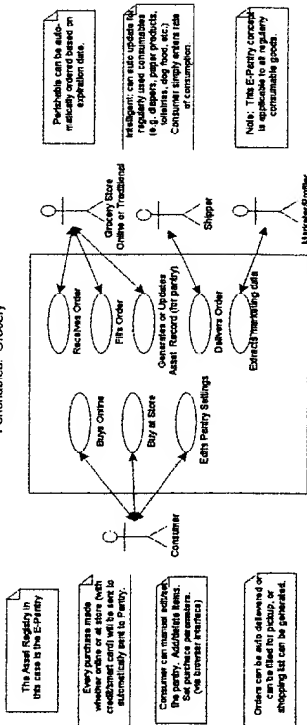 Perishables: Grocery
The Asset Registry in
this case is the E-Pantry
Every purchase made
whether online or at store (with
credit/smart card) will be sent to
automatically sent to Pantry.
Consumer can manual edit/set
the pantry. Add/delete items.
Set purchase parameters.
(via browser interface)
Orders can be auto delivered or
can be filled for pickup, or
shopping list can be generated.
Consumer
Buys Online
Buy at Store
Edits Pantry Settings
Receives Order
Fills Order
Generates or Updates
Asset Record (for pantry)
Delivers Order
Extracts marketing data
Grocery Store
Online or Traditional
Shipper
Marketer/Profiler
Perishable can be auto-
matically ordered based on
expiration date.
Intelligent: can auto update for
regularly used consumables
(e.g. diapers, paper products,
toiletries, dog food, etc.)
Consumer simply enters rate
of consumption.
Note: This E-Pantry concept
is applicable to all regularly
consumable goods.